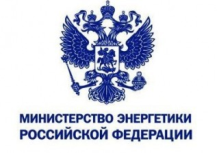 МИНИСТЕРСТВО ЭНЕРГЕТИКИ
РОССИЙСКОЙ ФЕДЕРАЦИИ